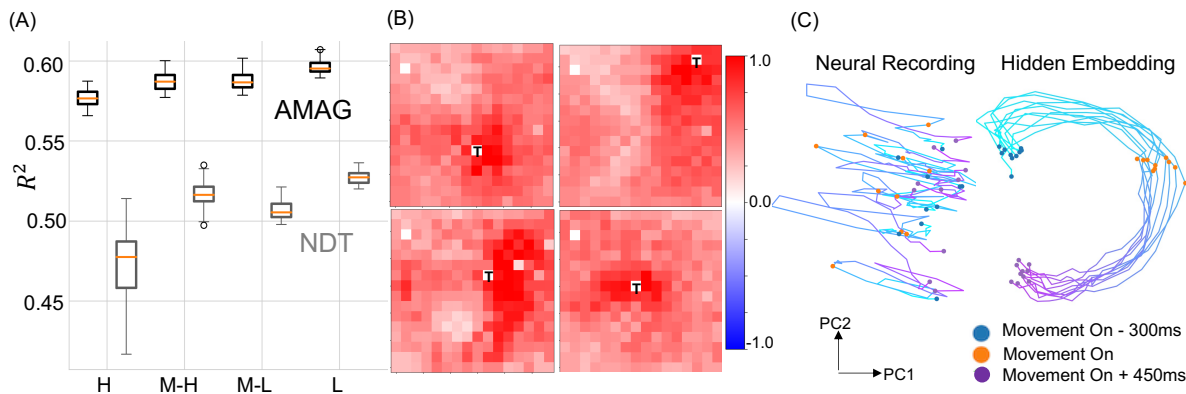 (A)
(B)
(C)
0.60
0.55
0.50
0.45
R²
AMAG
NDT
H
M-H
M-L
L
T
T
T
T
1.0
0.0
-1.0
Neural Recording
Hidden Embedding
PC2
PC1
Movement On - 300ms
Movement On
Movement On + 450ms